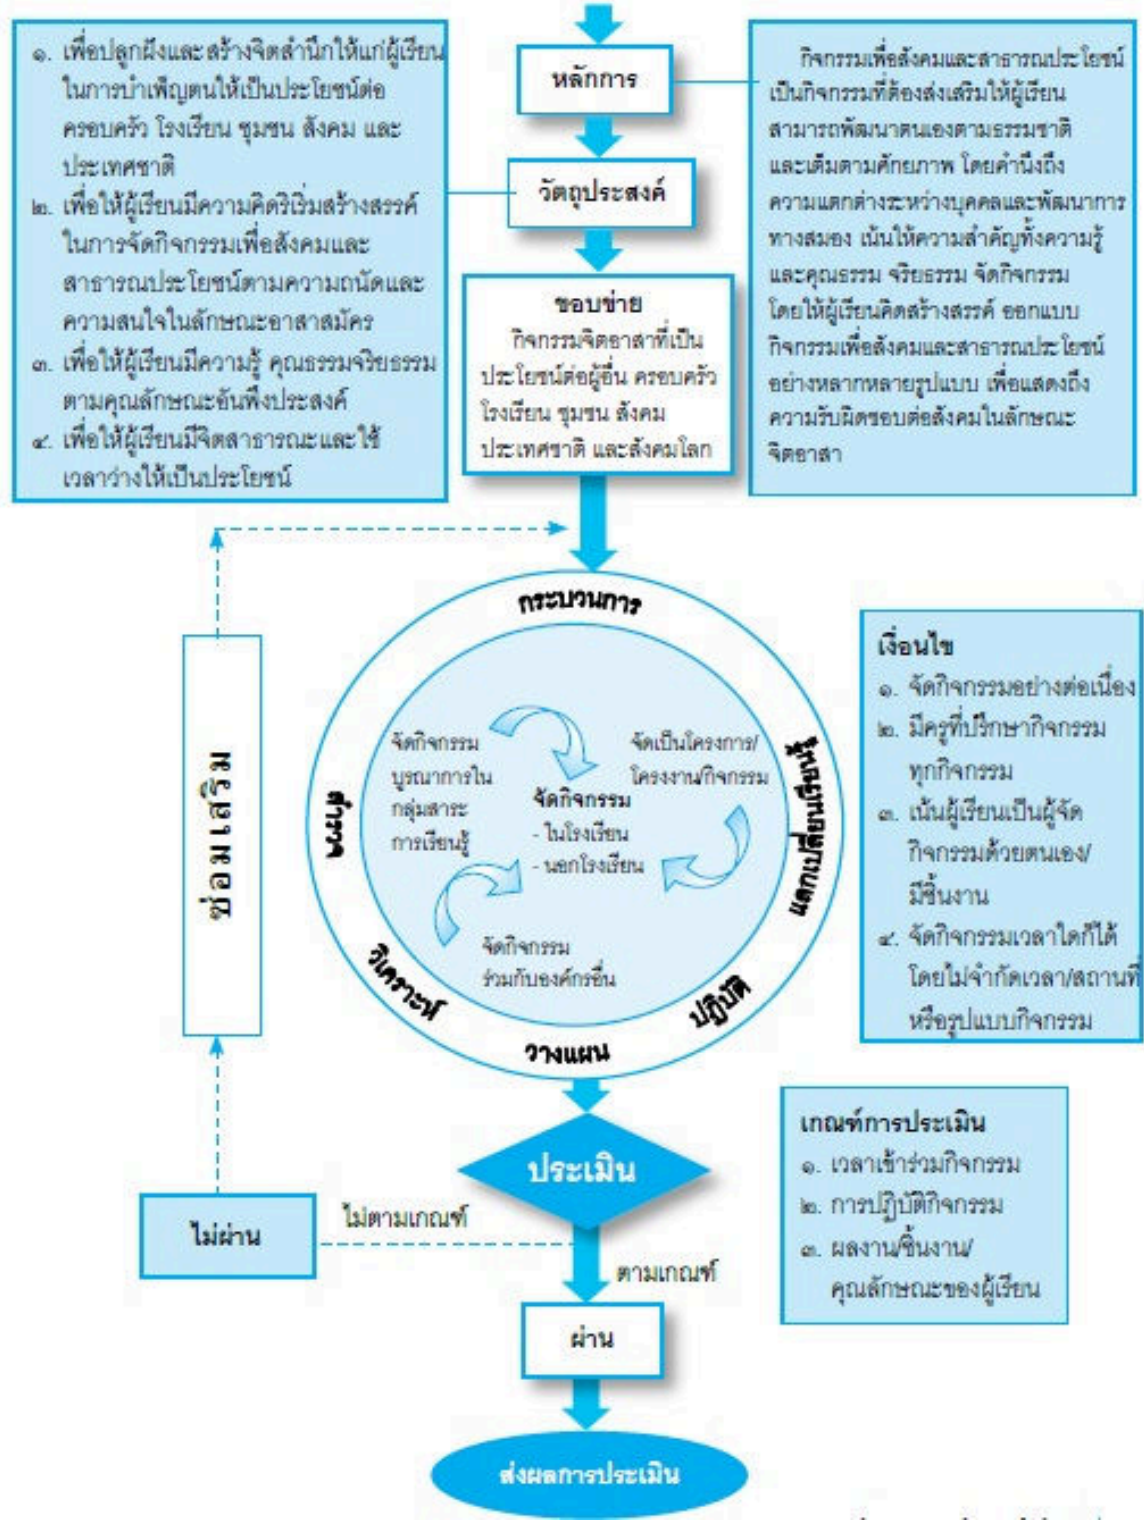 หลักการ
กิจกรรมเพื่อสังคมและสาธารณประโยชน์
เป็นกิจกรรมที่ต้องส่งเสริมให้ผู้เรียน
สามารถพัฒนาตนเองตามธรรมชาติ
และเต็มตามศักยภาพ โดยคำนึงถึง
ความแตกต่างระหว่างบุคคลและพัฒนาการ
ทางสมอง เน้นให้ความสำคัญทั้งความรู้
และคุณธรรม จริยธรรม จัดกิจกรรม
โดยให้ผู้เรียนคิดสร้างสรรค์ ออกแบบ
กิจกรรมเพื่อสังคมและสาธารณประโยชน์
อย่างหลากหลายรูปแบบ เพื่อแสดงถึง
ความรับผิดชอบต่อสังคมในลักษณะ
จิตอาสา
วัตถุประสงค์
๑. เพื่อปลูกฝังและสร้างจิตสำนึกให้แก่ผู้เรียน
ในการบำเพ็ญตนให้เป็นประโยชน์ต่อ
ครอบครัว โรงเรียน ชุมชน สังคม และ
ประเทศชาติ
๒. เพื่อให้ผู้เรียนมีความคิดริเริ่มสร้างสรรค์
ในการจัดกิจกรรมเพื่อสังคมและ
สาธารณประโยชน์ตามความถนัดและ
ความสนใจในลักษณะอาสาสมัคร
๓. เพื่อให้ผู้เรียนมีความรู้ คุณธรรมจริยธรรม
ตามคุณลักษณะอันพึงประสงค์
๔. เพื่อให้ผู้เรียนมีจิตสาธารณะและใช้
เวลาว่างให้เป็นประโยชน์
ขอบข่าย
กิจกรรมจิตอาสาที่เป็น
ประโยชน์ต่อผู้อื่น ครอบครัว
โรงเรียน ชุมชน สังคม
ประเทศชาติ และสังคมโลก
กระบวนการ
สำรวจ
วิเคราะห์
วางแผน
ปฏิบัติ
แลกเปลี่ยนเรียนรู้
จัดกิจกรรม
บูรณาการใน
กลุ่มสาระ
การเรียนรู้
จัดเป็นโครงการ/
โครงงาน/กิจกรรม
จัดกิจกรรม
- ในโรงเรียน
- นอกโรงเรียน
จัดกิจกรรม
ร่วมกับองค์กรอื่น
เงื่อนไข
๑. จัดกิจกรรมอย่างต่อเนื่อง
๒. มีครูที่ปรึกษากิจกรรม
ทุกกิจกรรม
๓. เน้นผู้เรียนเป็นผู้จัด
กิจกรรมด้วยตนเอง/
มีชิ้นงาน
๔. จัดกิจกรรมเวลาใดก็ได้
โดยไม่จำกัดเวลา/สถานที่
หรือรูปแบบกิจกรรม
ซ่อมเสริม
ประเมิน
เกณฑ์การประเมิน
๑. เวลาเข้าร่วมกิจกรรม
๒. การปฏิบัติกิจกรรม
๓. ผลงาน/ชิ้นงาน/
คุณลักษณะของผู้เรียน
ไม่ผ่าน
ไม่ตามเกณฑ์
ตามเกณฑ์
ผ่าน
ส่งผลการประเมิน